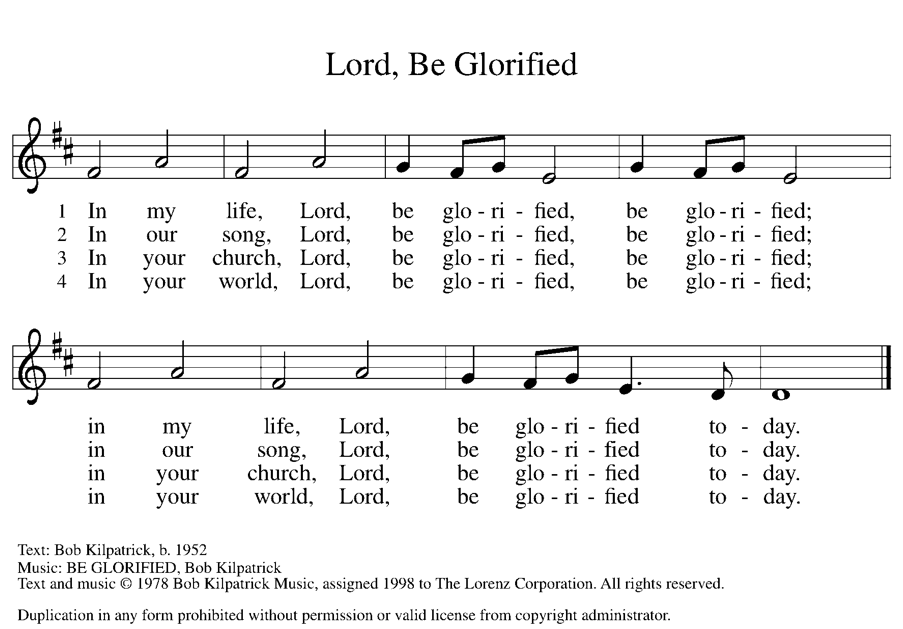 Lord, Be Glorified
1 In my life, Lord, be glo - ri - fied, be glo - ri - fied;
2 In our song, Lord, be glo - ri - fied, be glo - ri - fied;
3 In your church, Lord, be glo - ri - fied, be glo - ri - fied;
4 In your world, Lord, be glo - ri - fied, be glo - ri - fied;
in my life, Lord, be glo - ri - fied to - day.
in our song, Lord, be glo - ri - fied to - day.
in your church, Lord, be glo - ri - fied to - day.
in your world, Lord, be glo - ri - fied to - day.
Text: Bob Kilpatrick, b. 1952
Music: BE GLORIFIED, Bob Kilpatrick
Text and music © 1978 Bob Kilpatrick Music, assigned 1998 to The Lorenz Corporation. All rights reserved.
Duplication in any form prohibited without permission or valid license from copyright administrator.